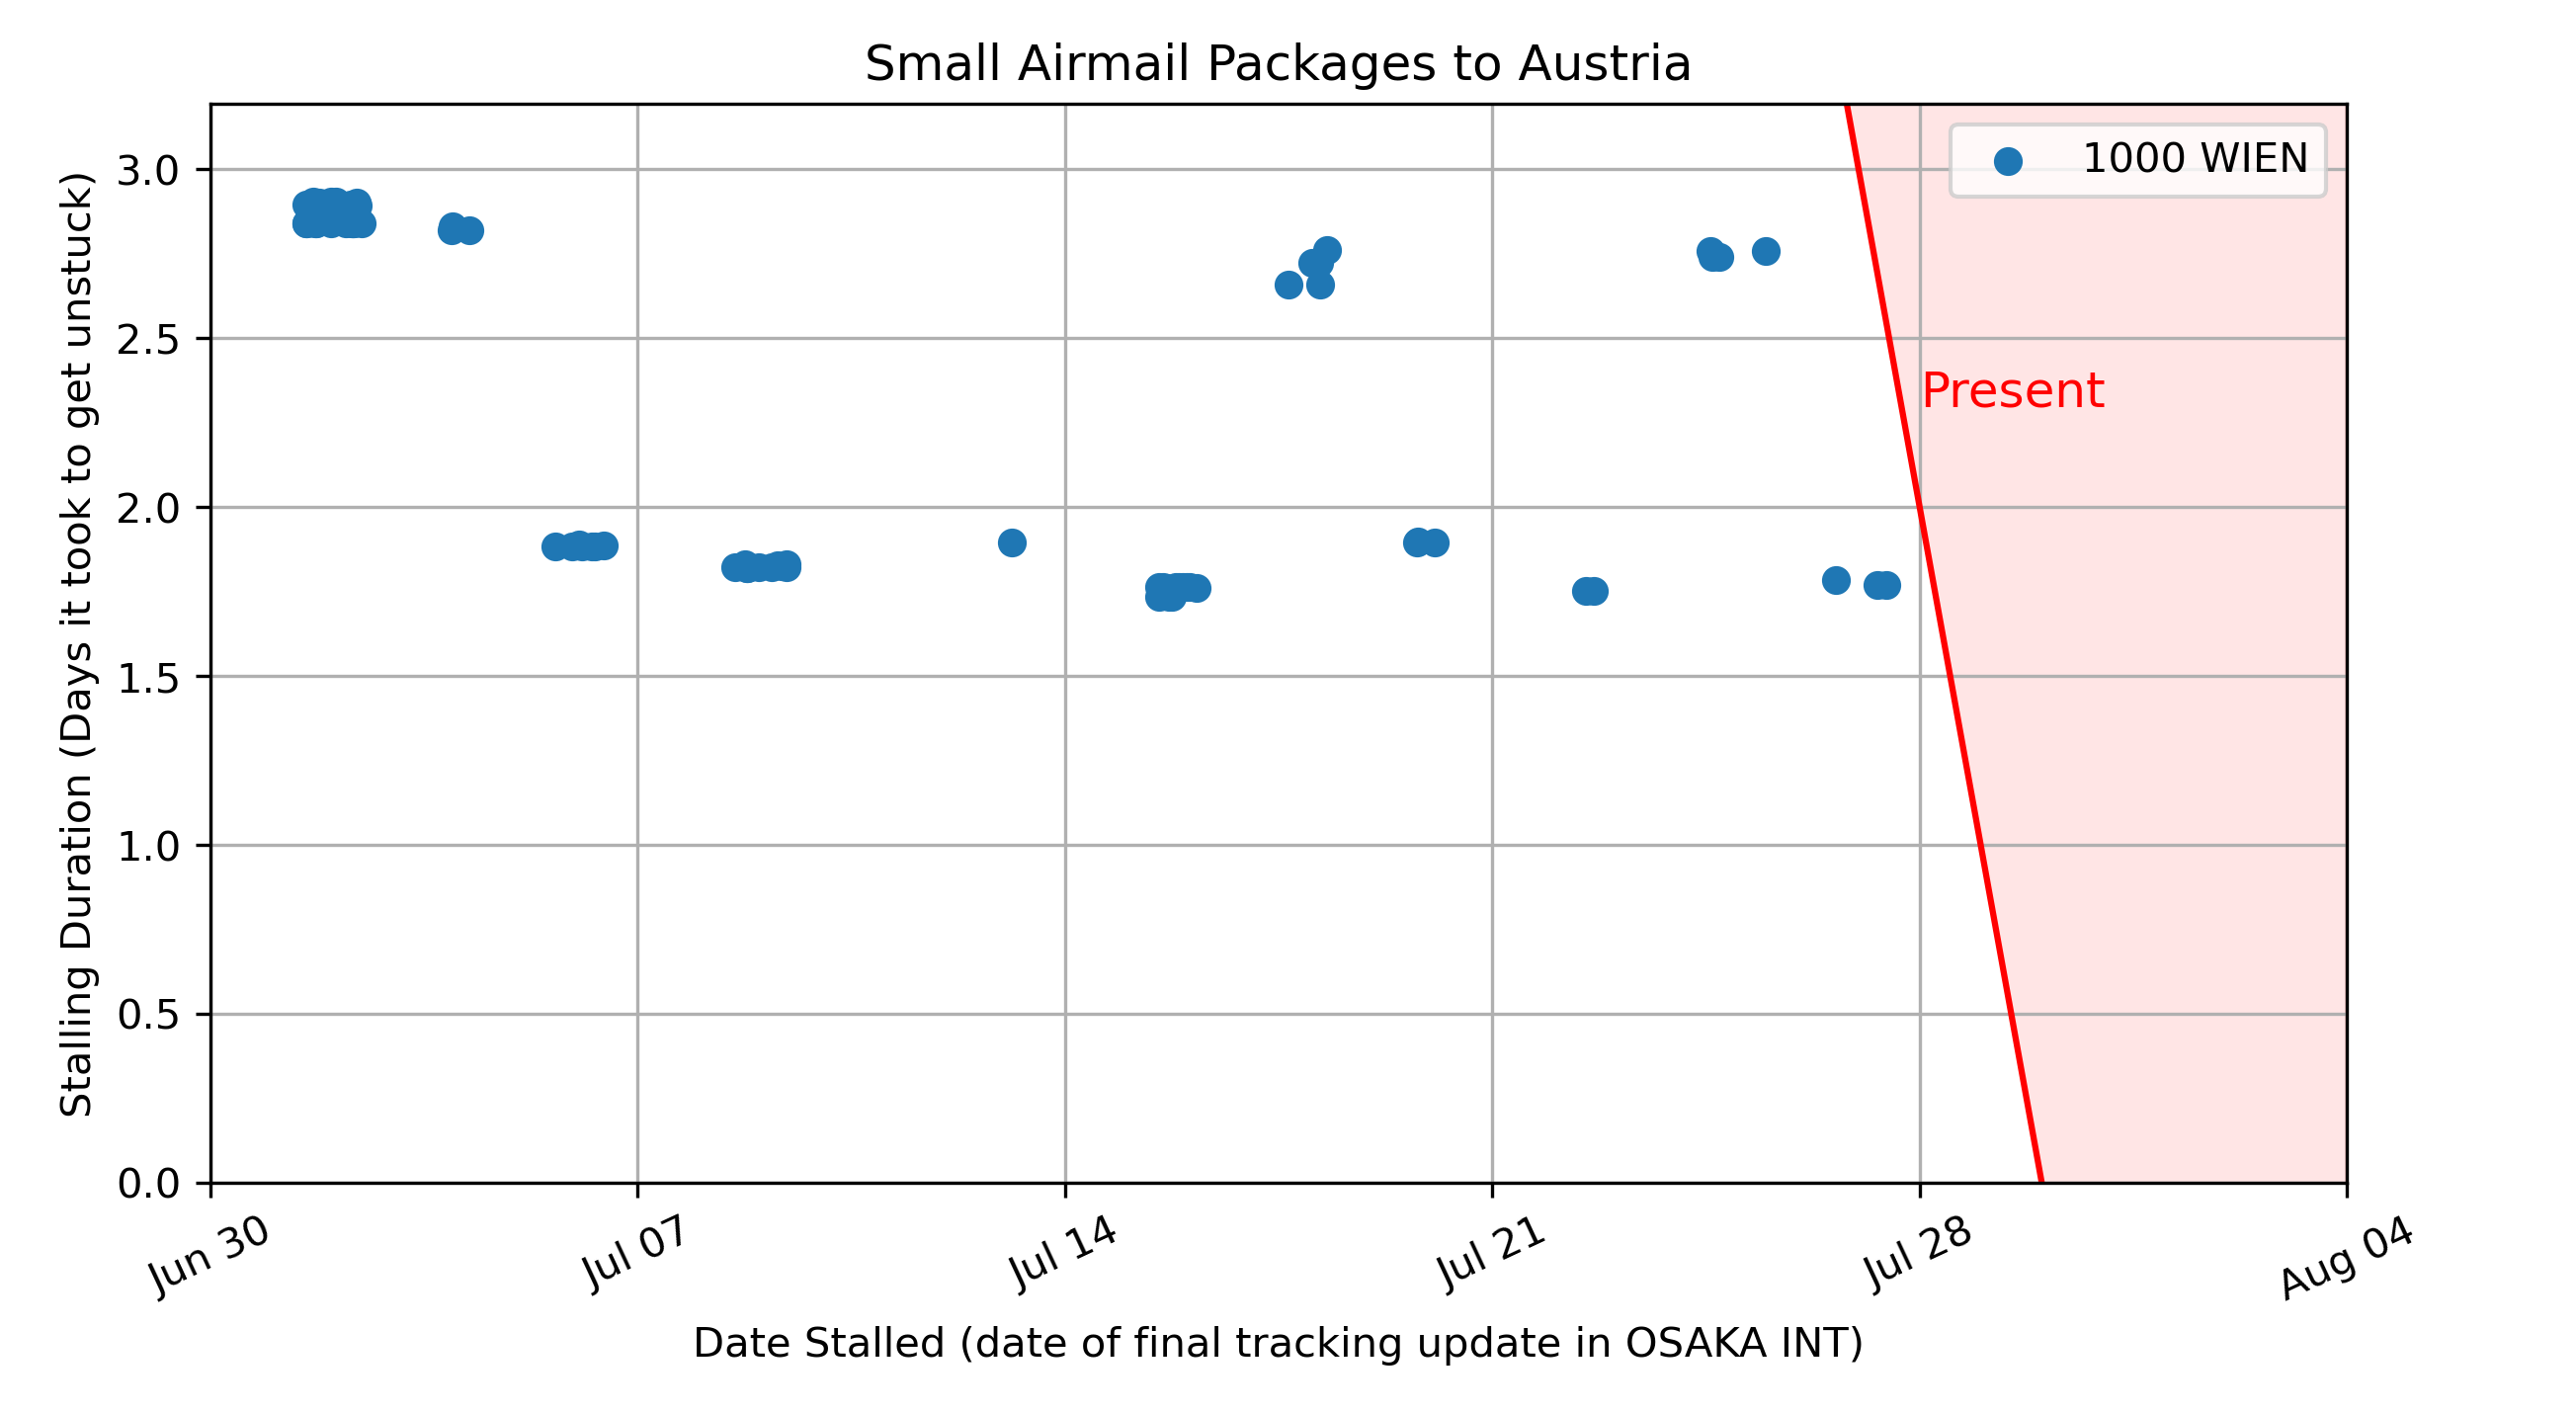 Small Airmail Packages to Austria
1000 WIEN
Present
Stalling Duration (Days it took to get unstuck)
3.0
2.5
2.0
1.5
1.0
0.5
0.0
Jun 30
Jul 07
Jul 14
Jul 21
Jul 28
Aug 04
Date Stalled (date of final tracking update in OSAKA INT)